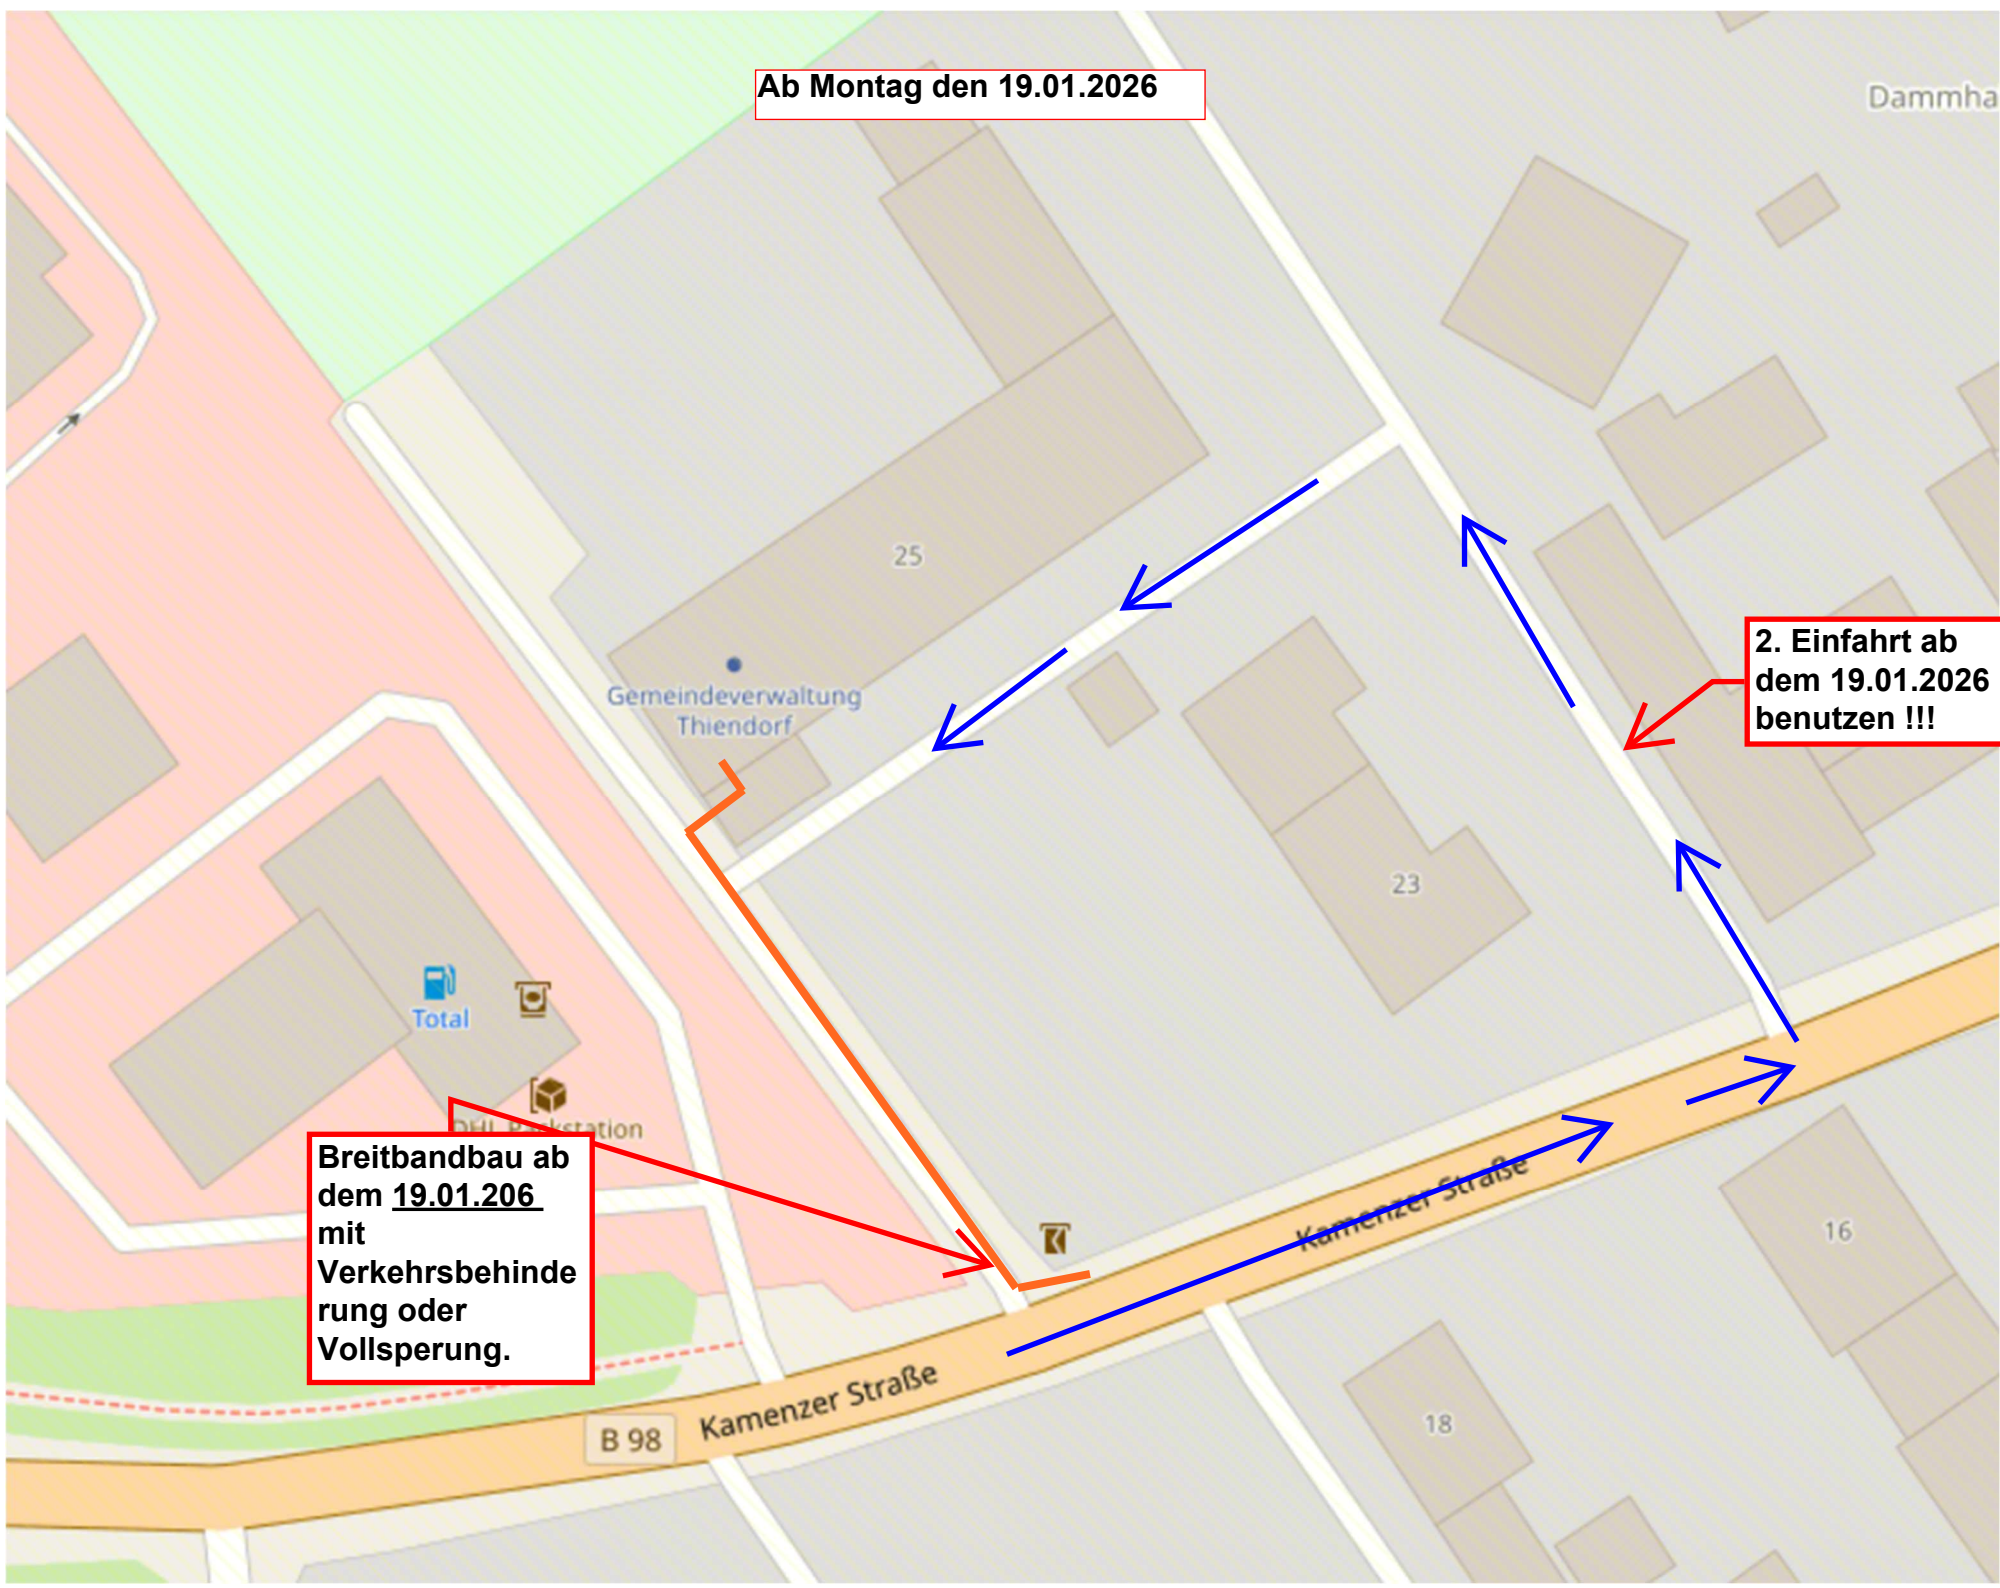 Ab Montag den 19.01.2026
Dammha
25
Gemeindeverwaltung
Thiendorf
2. Einfahrt ab
dem 19.01.2026
benutzen !!!
23
Total
DHL Packstation
Breitbandbau ab
dem 19.01.206
mit
Verkehrsbehinde
rung oder
Vollsperung.
Kamenzer Straße
16
18
Kamenzer Straße
B 98